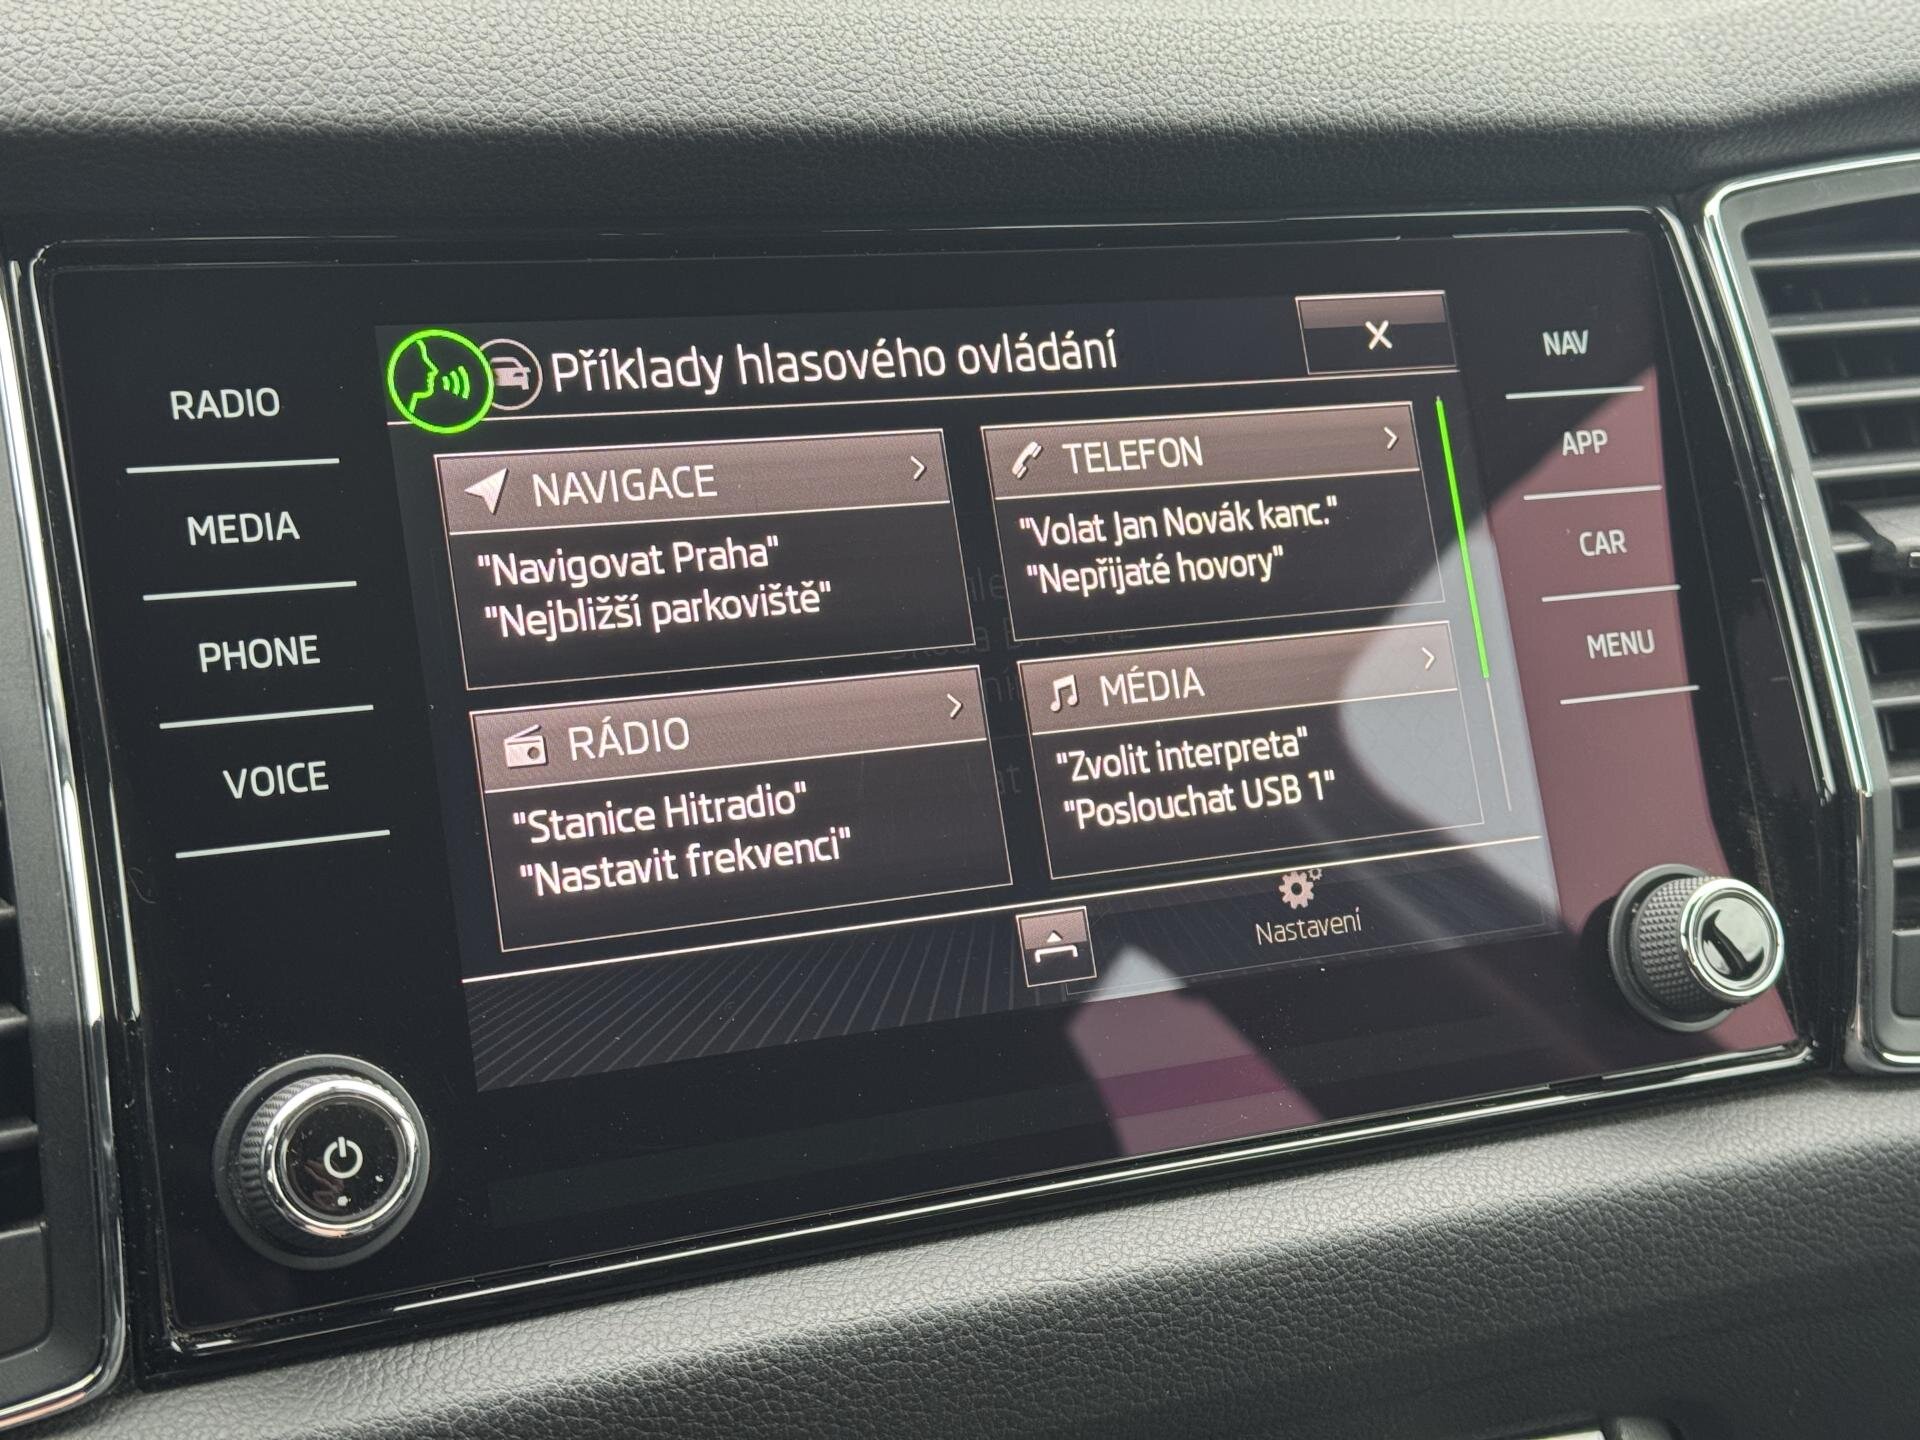 RADIO
MEDIA
PHONE
VOICE
Příklady hlasového ovládání
NAVIGACE
"Navigovat Praha"
"Nejbližší parkoviště"
TELEFON
"Volat Jan Novák kanc."
"Nepřijaté hovory"
RÁDIO
"Stanice Hitradio"
"Nastavit frekvenci"
MÉDIA
"Zvolit interpreta"
"Poslouchat USB 1"
Nastavení
NAV
APP
CAR
MENU